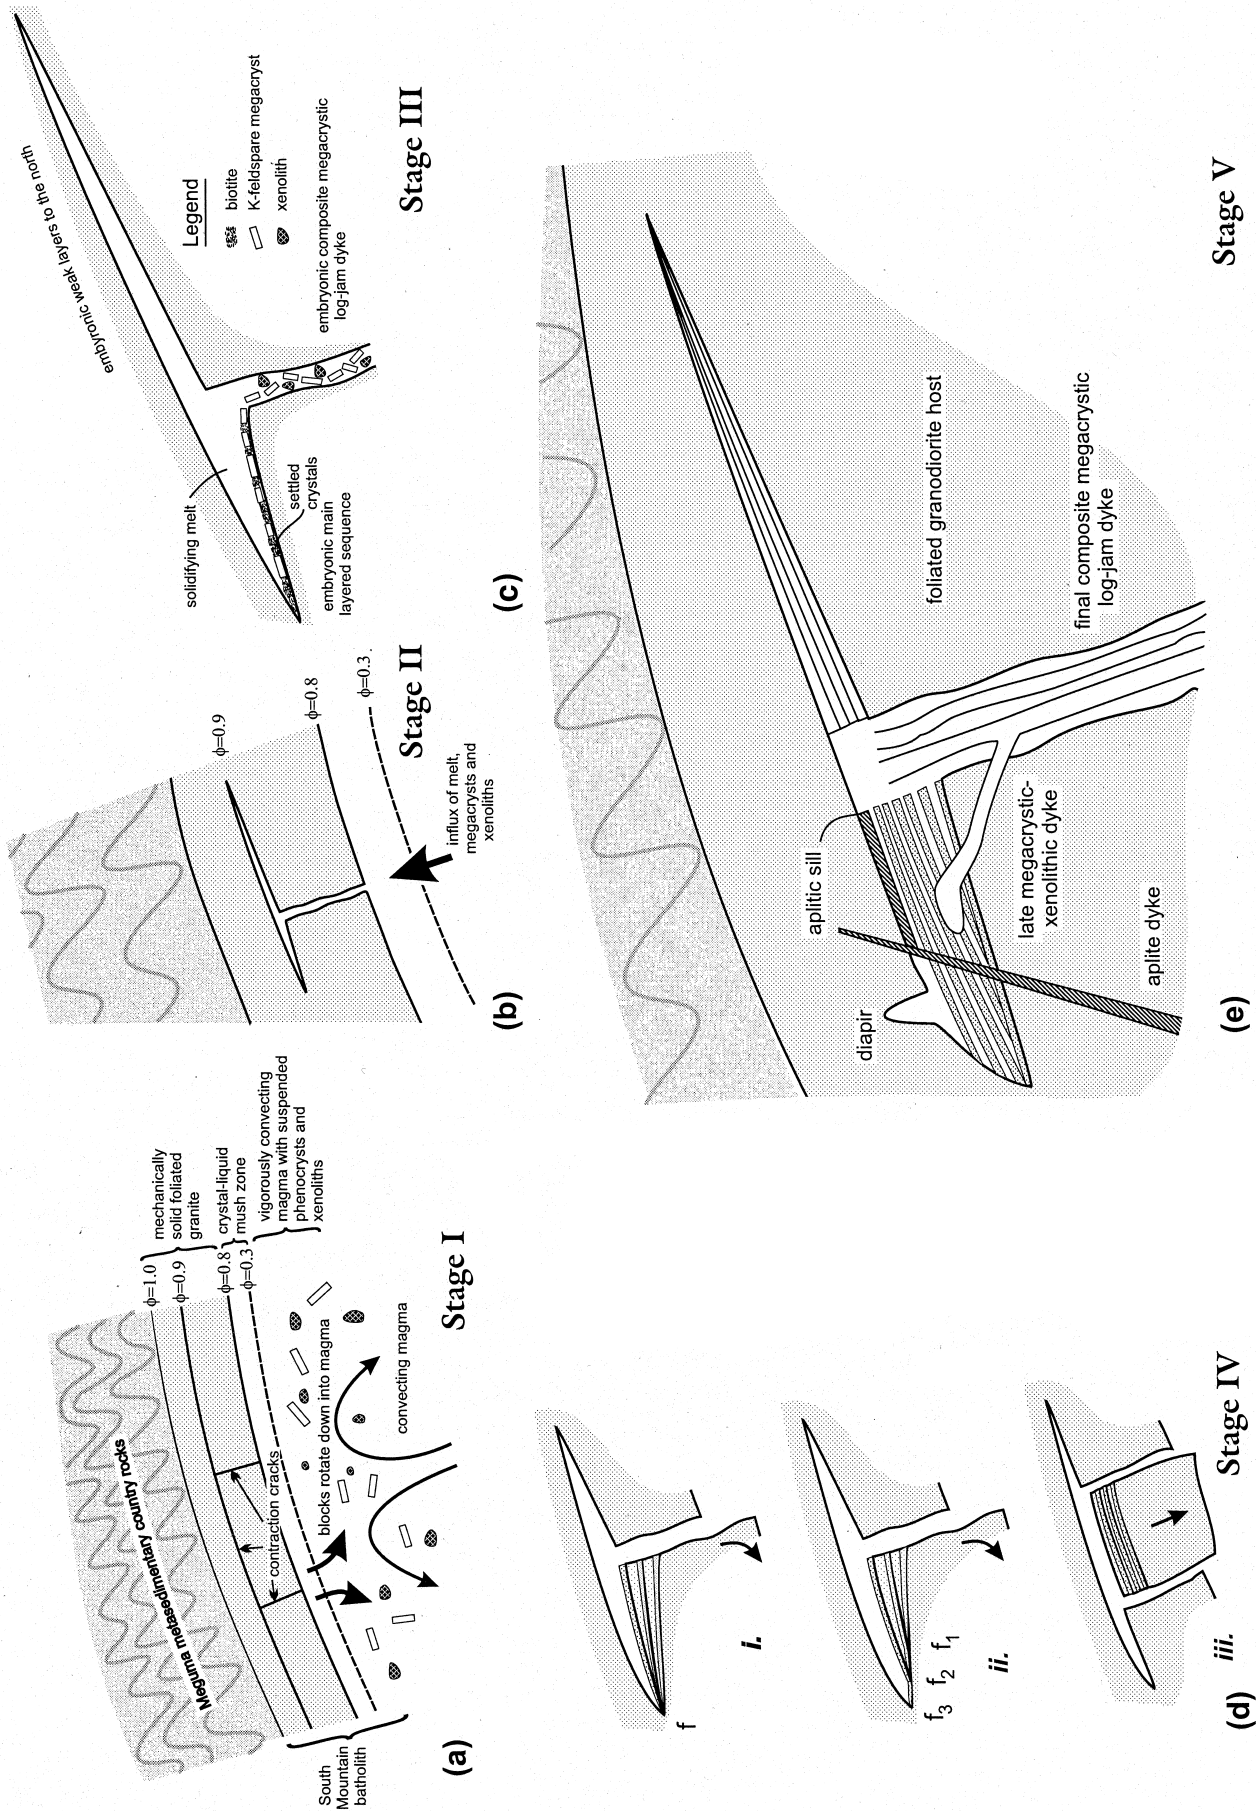 Meguma metasedimentary country rocks
ϕ=1.0
ϕ=0.9
ϕ=0.8
ϕ=0.3
mechanically
solid foliated
granite
crystal-liquid
mush zone
vigorously convecting
magma with suspended
phenocrysts and
xenoliths
contraction cracks
blocks rotate down into magma
convecting magma
South
Mountain
batholith
(a)
Stage I
ϕ=0.9
ϕ=0.8
ϕ=0.3
influx of melt,
megacrysts and
xenoliths
(b)
Stage II
embyronic weak layers to the north
solidifying melt
settled
crystals
embryonic main
layered sequence
Legend
biotite
K-feldspare megacryst
xenolith
embryonic composite megacrystic
log-jam dyke
(c)
Stage III
f
i.
f3 f2 f1
ii.
iii.
(d)
Stage IV
diapir
aplitic sill
aplite dyke
late megacrystic-
xenolithic dyke
foliated granodiorite host
final composite megacrystic
log-jam dyke
(e)
Stage V